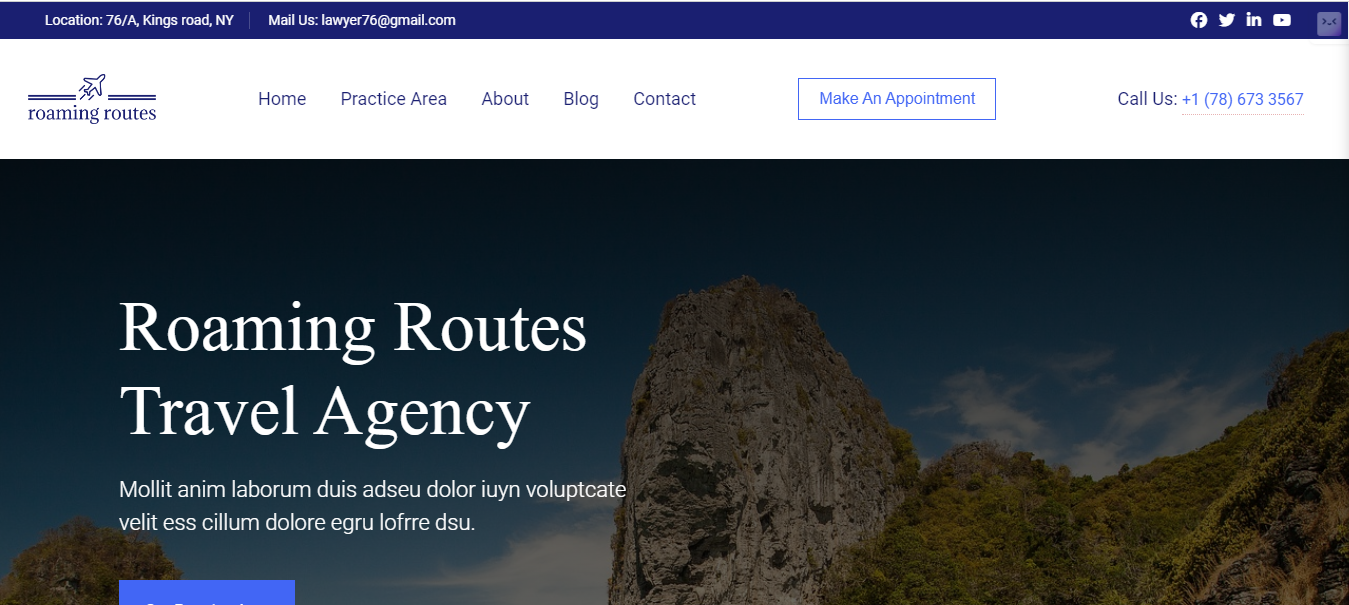 Location: 76/A, Kings road, NY Mail Us: lawyer76@gmail.com
roaming routes
Home Practice Area About Blog Contact
Make An Appointment
Call Us: +1 (78) 673 3567
Roaming Routes
Travel Agency
Mollit anim laborum duis adseu dolor iuyn voluptcate
velit ess cillum dolore egru lofrre dsu.